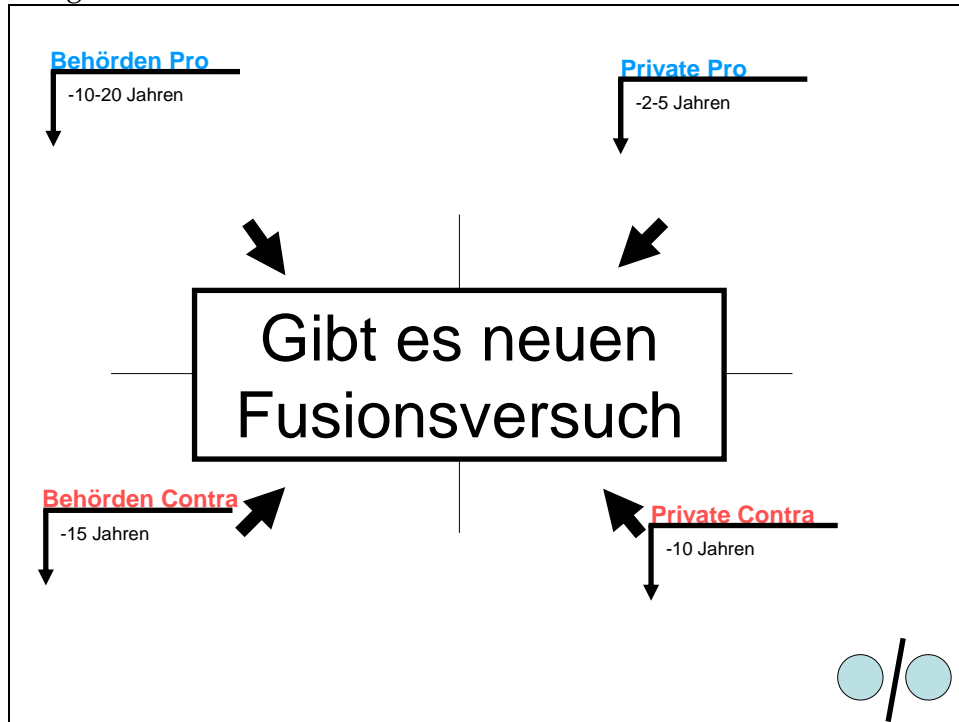 Behörden Pro
-10-20 Jahren
Private Pro
-2-5 Jahren
Gibt es neuen
Fusionsversuch
Behörden Contra
-15 Jahren
Private Contra
-10 Jahren